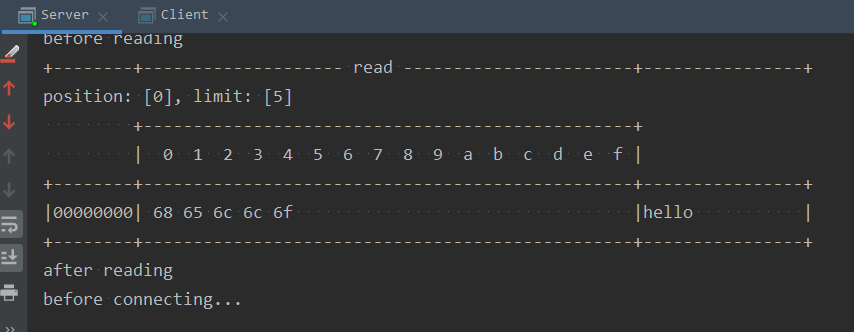 Server
Client
before reading
+--------+-------------------- read -----------------------+----------------+
position: [0], limit: [5]
         +-------------------------------------------------+
         |  0  1  2  3  4  5  6  7  8  9  a  b  c  d  e  f |
+--------+-------------------------------------------------+----------------+
|00000000| 68 65 6c 6c 6f                                  |hello           |
+--------+-------------------------------------------------+----------------+
after reading
before connecting...